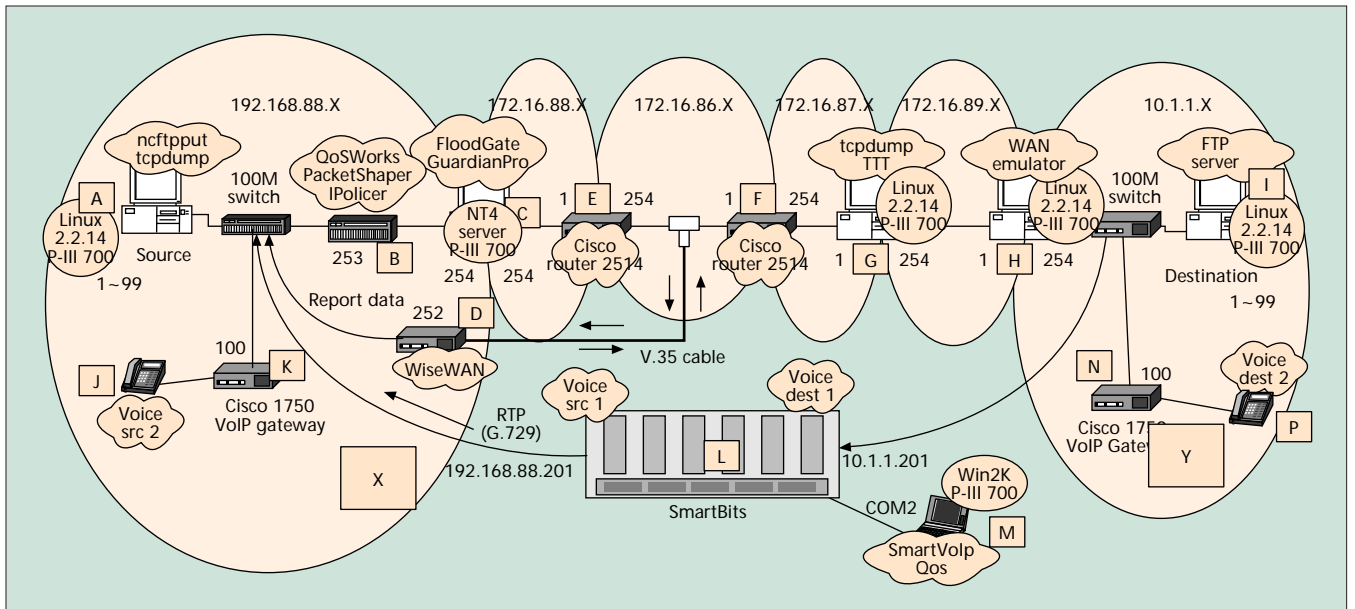 192.168.88.X
172.16.88.X
172.16.86.X
172.16.87.X
172.16.89.X
10.1.1.X
ncftpput
tcpdump
QoSWorks
PacketShaper
IPolicer
FloodGate
GuardianPro
tcpdump
TTT
WAN
emulator
FTP
server
A
Linux
2.2.14
P-III 700
Source
1~99
100M
switch
253
B
NT4
server
P-III 700
C
254
254
1
E
254
Cisco
router 2514
1
F
254
Cisco
router 2514
Linux
2.2.14
P-III 700
1
G
254
Linux
2.2.14
P-III 700
1
H
254
100M
switch
I
Linux
2.2.14
P-III 700
Destination
1~99
Report data
252
D
WiseWAN
V.35 cable
J
Voice
src 2
100
K
Cisco 1750
VoIP gateway
RTP
(G.729)
192.168.88.201
X
Voice
src 1
Voice
dest 1
L
10.1.1.201
SmartBits
COM2
Win2K
P-III 700
M
SmartVoIp
Qos
N
100
Cisco 1750
VoIP
Y
Voice
dest 2
P